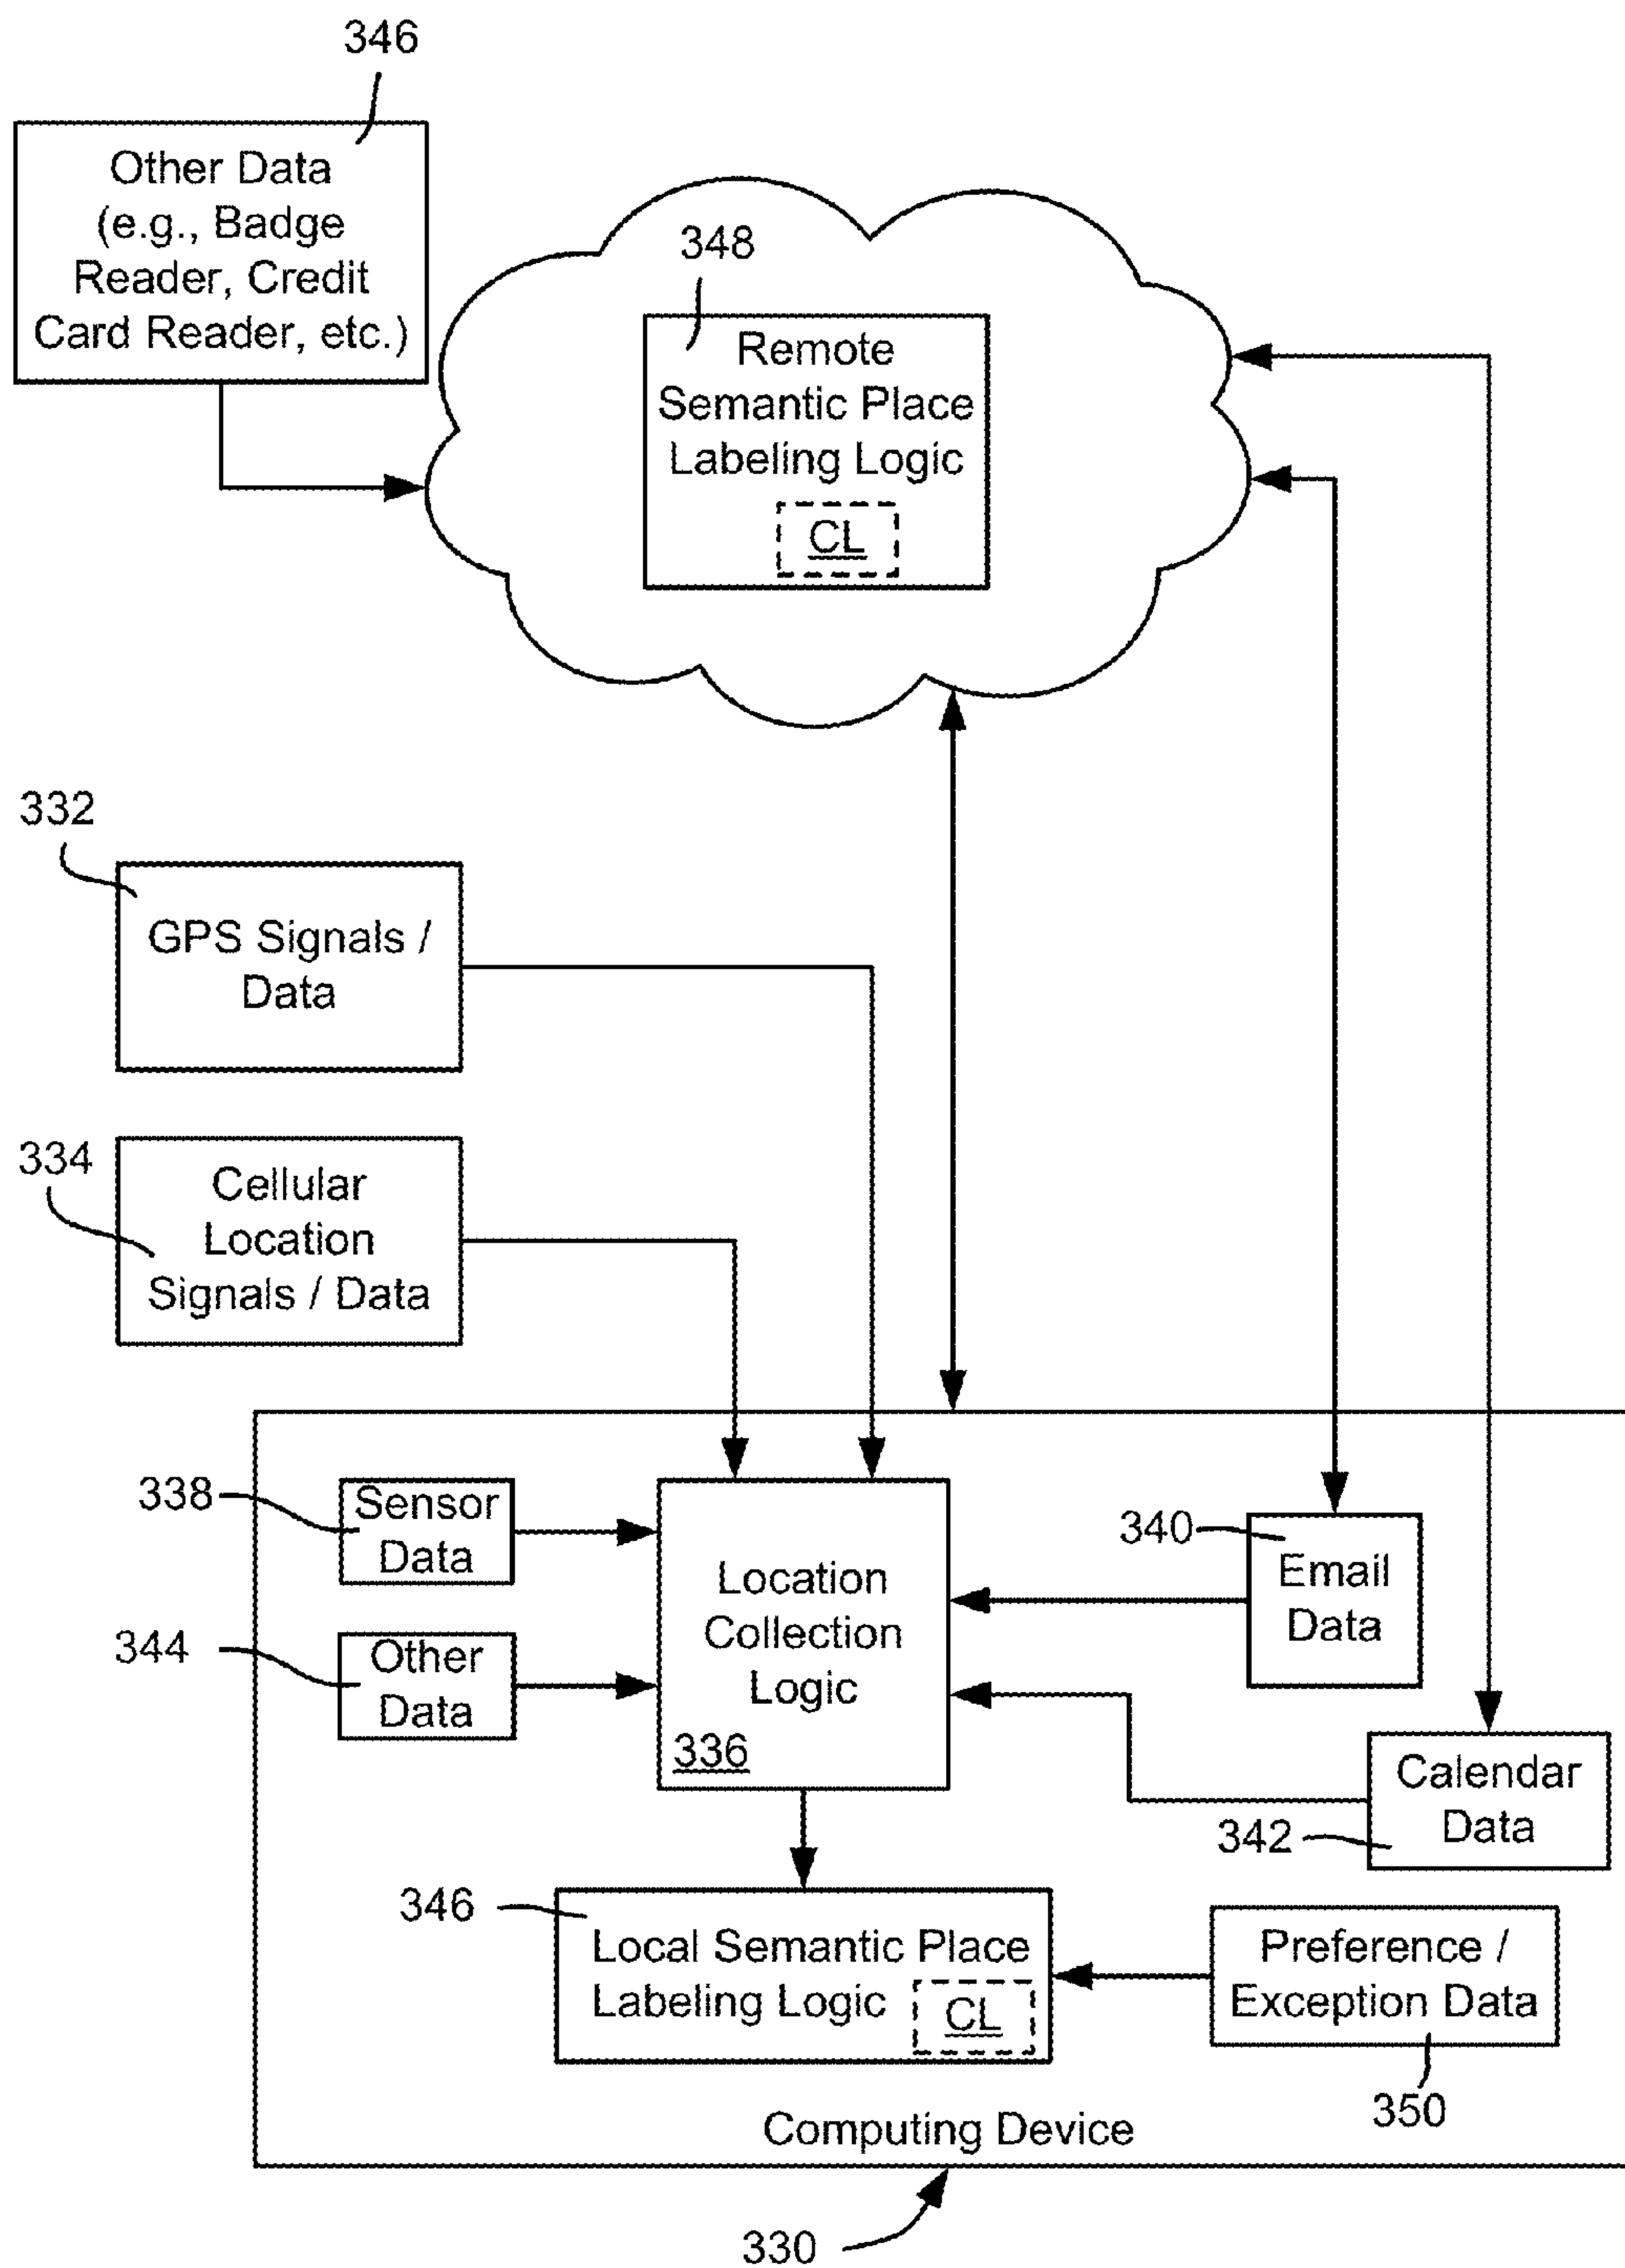 346
Other Data
(e.g., Badge
Reader, Credit
Card Reader, etc.)
348
Remote
Semantic Place
Labeling Logic
CL
332
GPS Signals /
Data
334
Cellular
Location
Signals / Data
338
Sensor
Data
344
Other
Data
Location
Collection
Logic
336
340
Email
Data
342
Calendar
Data
346
Local Semantic Place
Labeling Logic
CL
Preference /
Exception Data
350
Computing Device
330